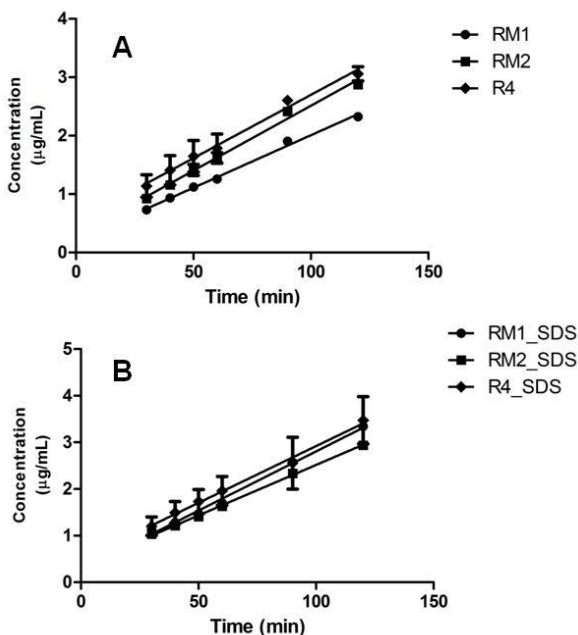 A
RM1
RM2
R4
Concentration
(µg/mL)
4
3
2
1
0
0
50
100
150
Time (min)
B
RM1_SDS
RM2_SDS
R4_SDS
Concentration
(µg/mL)
5
4
3
2
1
0
0
50
100
150
Time (min)